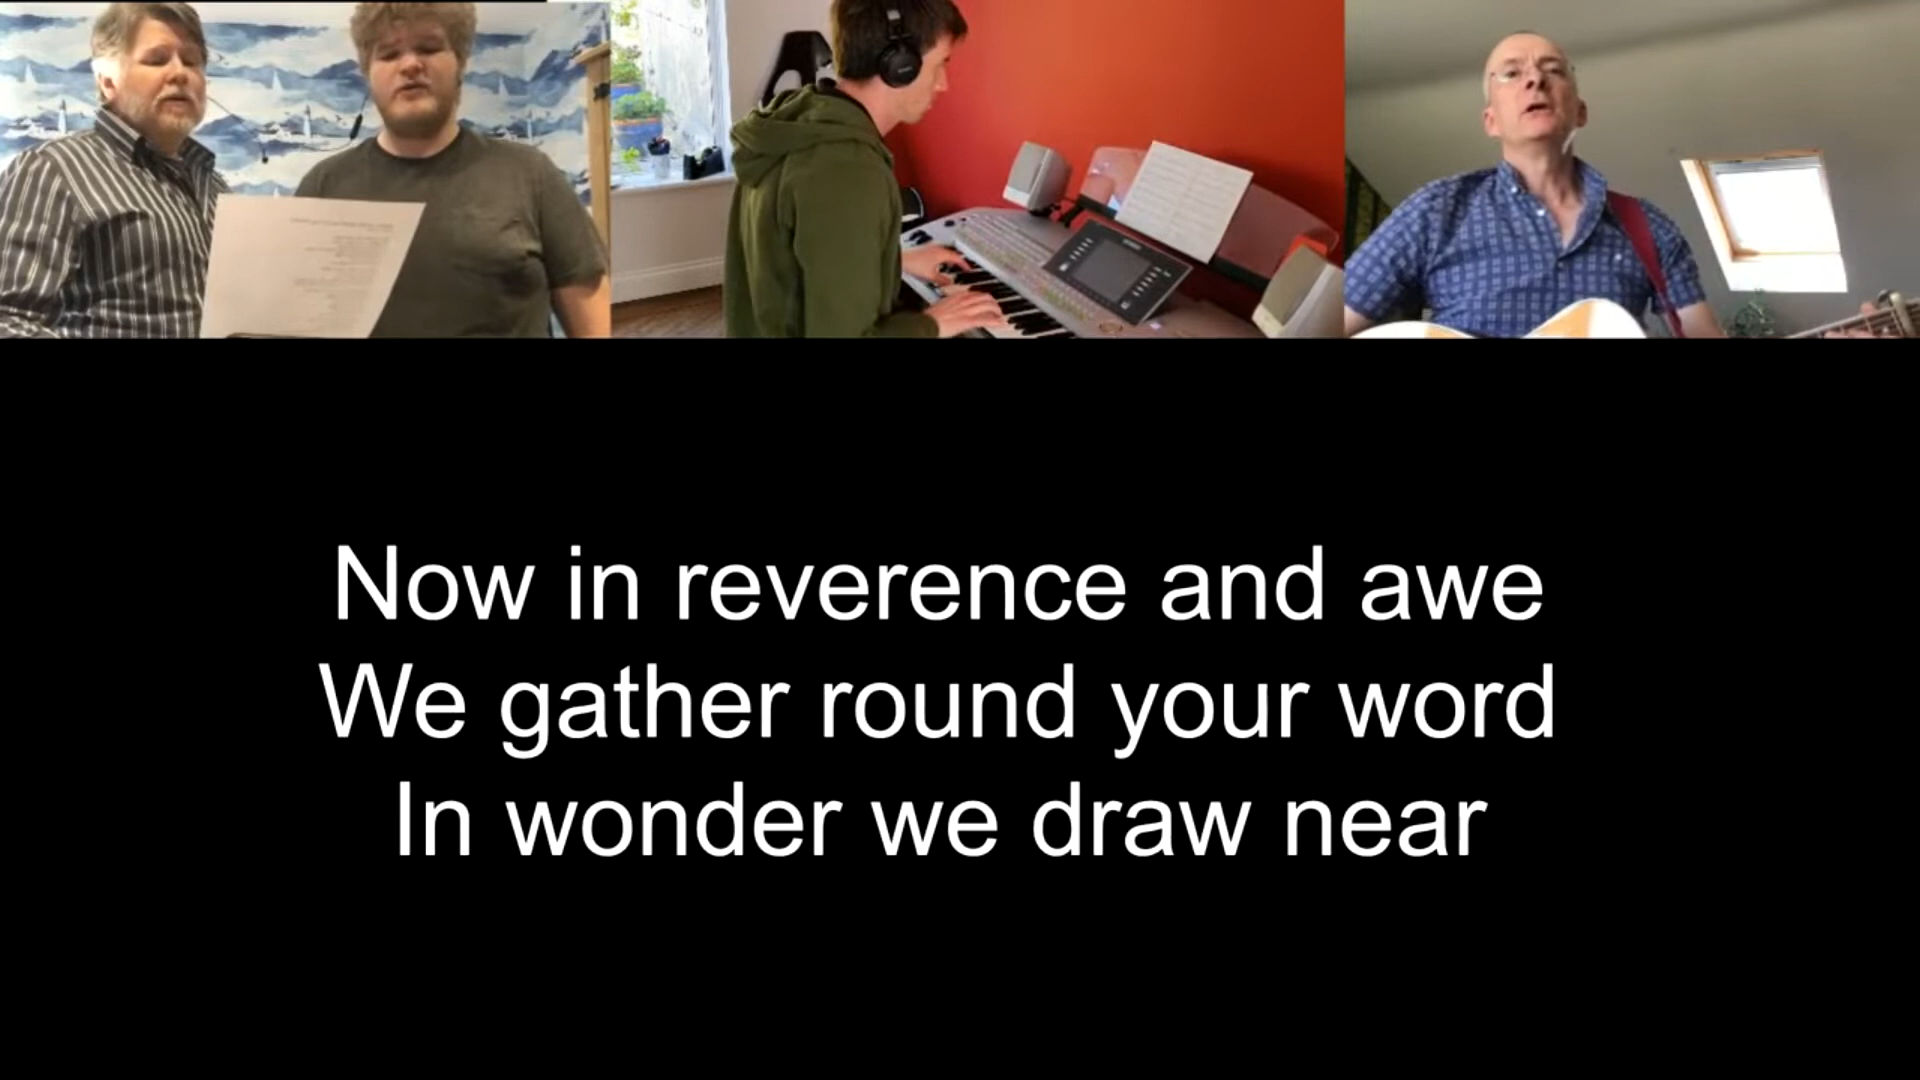 Now in reverence and awe
We gather round your word
In wonder we draw near